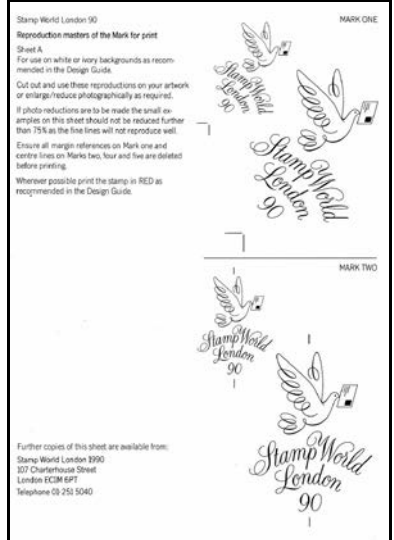 Stamp World London 90
Reproduction masters of the Mark for print
Sheet A
For use on white or ivory backgrounds as recom-
mended in the Design Guide.
Cut out and use these reproductions on your artwork
or enlarge/reduce photographically as required.
If photo reductions are to be made the small ex-
amples on this sheet should not be reduced further
than 75% as the fine lines will not reproduce well.
Ensure all margin references on Mark one and
centre lines on Marks two, four and five are deleted
before printing.
Wherever possible print the stamp in RED as
recommended in the Design Guide.
Further copies of this sheet are available from:
Stamp World London 1990
107 Charterhouse Street
London EC1M 6PT
Telephone 01-251 5040
MARK ONE
Stamp World
London
90
Stamp World
London
90
MARK TWO
Stamp World
London
90
Stamp World
London
90